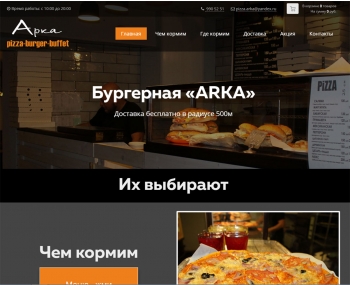 Время работы: с 10:00 до 20:00
999 52 51
pizza.arka@yandex.ru
В корзине 0 товаров
На сумму 0 руб.
Арка
pizza-burger-buffet
Главная
Чем кормим
Где кормим
Доставка
Акция
Контакты
PIZZA
Бургерная «ARKA»
Доставка бесплатно в радиусе 500м
Их выбирают
Чем кормим